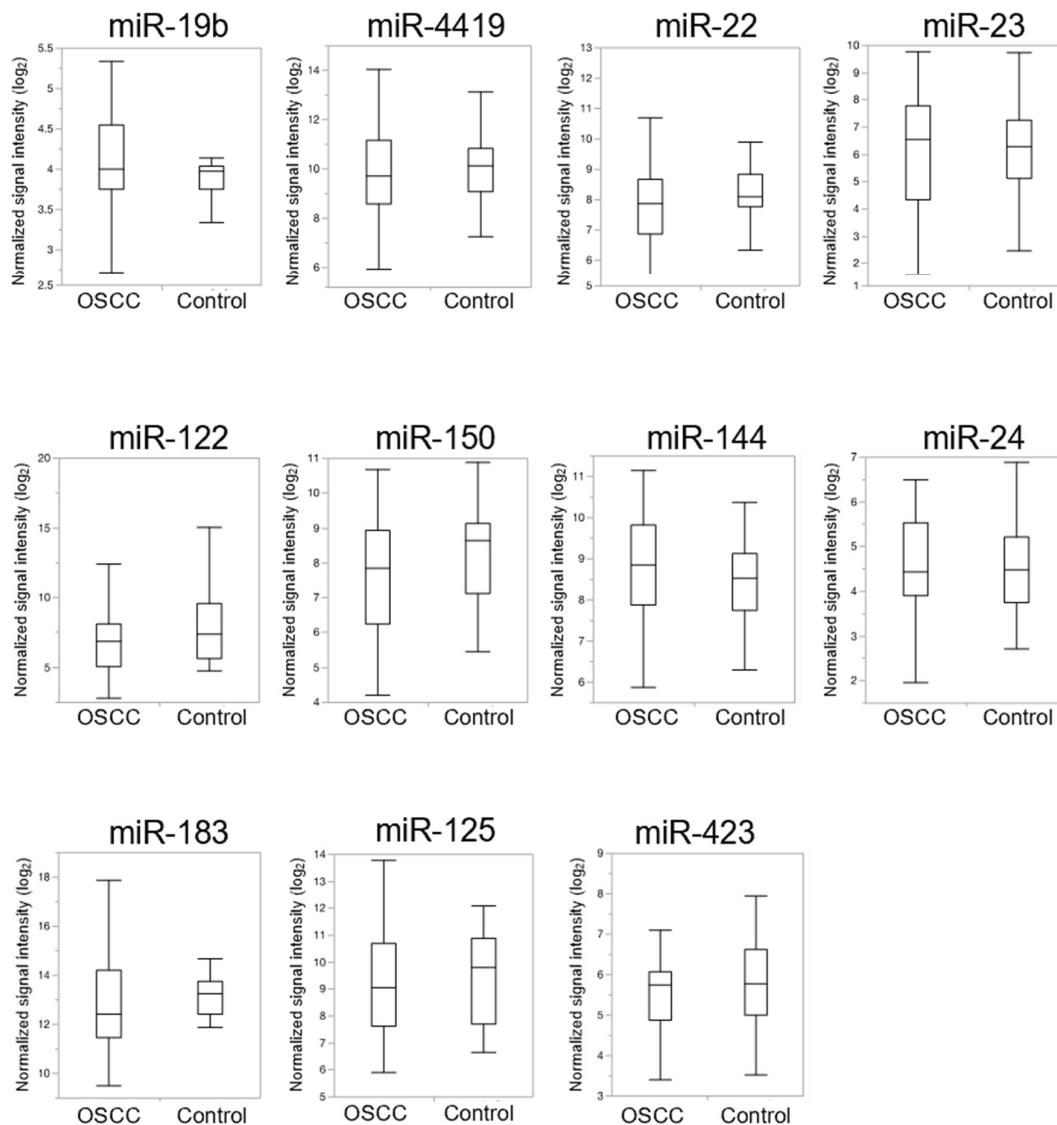 miR-19b
miR-4419
miR-22
miR-23
Normalized signal intensity (log₂)
5.5
5
4.5
4
3.5
3
2.5
OSCC
Control
Normalized signal intensity (log₂)
14
12
10
8
6
OSCC
Control
Normalized signal intensity (log₂)
13
12
11
10
9
8
7
6
5
OSCC
Control
Normalized signal intensity (log₂)
10
9
8
7
6
5
4
3
2
1
OSCC
Control
miR-122
miR-150
miR-144
miR-24
Normalized signal intensity (log₂)
20
15
10
5
OSCC
Control
Normalized signal intensity (log₂)
11
10
9
8
7
6
5
4
OSCC
Control
Normalized signal intensity (log₂)
11
10
9
8
7
6
OSCC
Control
Normalized signal intensity (log₂)
7
6
5
4
3
2
OSCC
Control
miR-183
miR-125
miR-423
Normalized signal intensity (log₂)
18
16
14
12
10
OSCC
Control
Normalized signal intensity (log₂)
14
13
12
11
10
9
8
7
6
5
OSCC
Control
Normalized signal intensity (log₂)
9
8
7
6
5
4
3
OSCC
Control